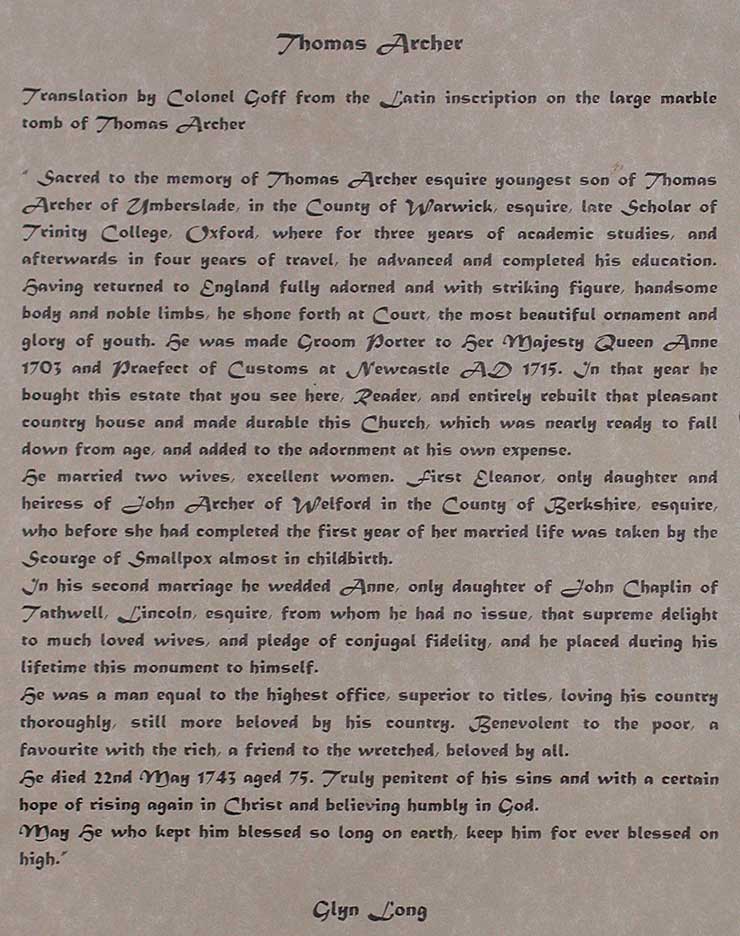 Thomas Archer
Translation by Colonel Goff from the Latin inscription on the large marble
tomb of Thomas Archer
" Sacred to the memory of Thomas Archer esquire youngest son of Thomas
Archer of Umberslade, in the County of Warwick, esquire, late Scholar of
Trinity College, Oxford, where for three years of academic studies, and
afterwards in four years of travel, he advanced and completed his education.
Having returned to England fully adorned and with striking figure, handsome
body and noble limbs, he shone forth at Court, the most beautiful ornament and
glory of youth. He was made Groom Porter to Her Majesty Queen Anne
1703 and Praefect of Customs at Newcastle AD 1715. In that year he
bought this estate that you see here, Reader, and entirely rebuilt that pleasant
country house and made durable this Church, which was nearly ready to fall
down from age, and added to the adornment at his own expense.
He married two wives, excellent women. First Eleanor, only daughter and
heiress of John Archer of Welford in the County of Berkshire, esquire,
who before she had completed the first year of her married life was taken by the
Scourge of Smallpox almost in childbirth.
In his second marriage he wedded Anne, only daughter of John Chaplin of
Tathwell, Lincoln, esquire, from whom he had no issue, that supreme delight
to much loved wives, and pledge of conjugal fidelity, and he placed during his
lifetime this monument to himself.
He was a man equal to the highest office, superior to titles, loving his country
thoroughly, still more beloved by his country. Benevolent to the poor, a
favourite with the rich, a friend to the wretched, beloved by all.
He died 22nd May 1743 aged 75. Truly penitent of his sins and with a certain
hope of rising again in Christ and believing humbly in God.
May He who kept him blessed so long on earth, keep him for ever blessed on
high."
Glyn Long